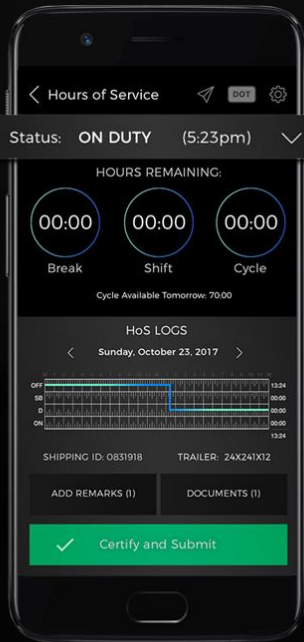 Hours of Service DOT
Status: ON DUTY (5:23pm)
HOURS REMAINING:
00:00 00:00 00:00
Break Shift Cycle
Cycle Available Tomorrow: 70:00
HoS LOGS
Sunday, October 23, 2017
OFF 13:24
SB 00:00
D 00:00
ON 00:00
13:24
SHIPPING ID: 0831918 TRAILER: 24X241X12
ADD REMARKS (1) DOCUMENTS (1)
Certify and Submit